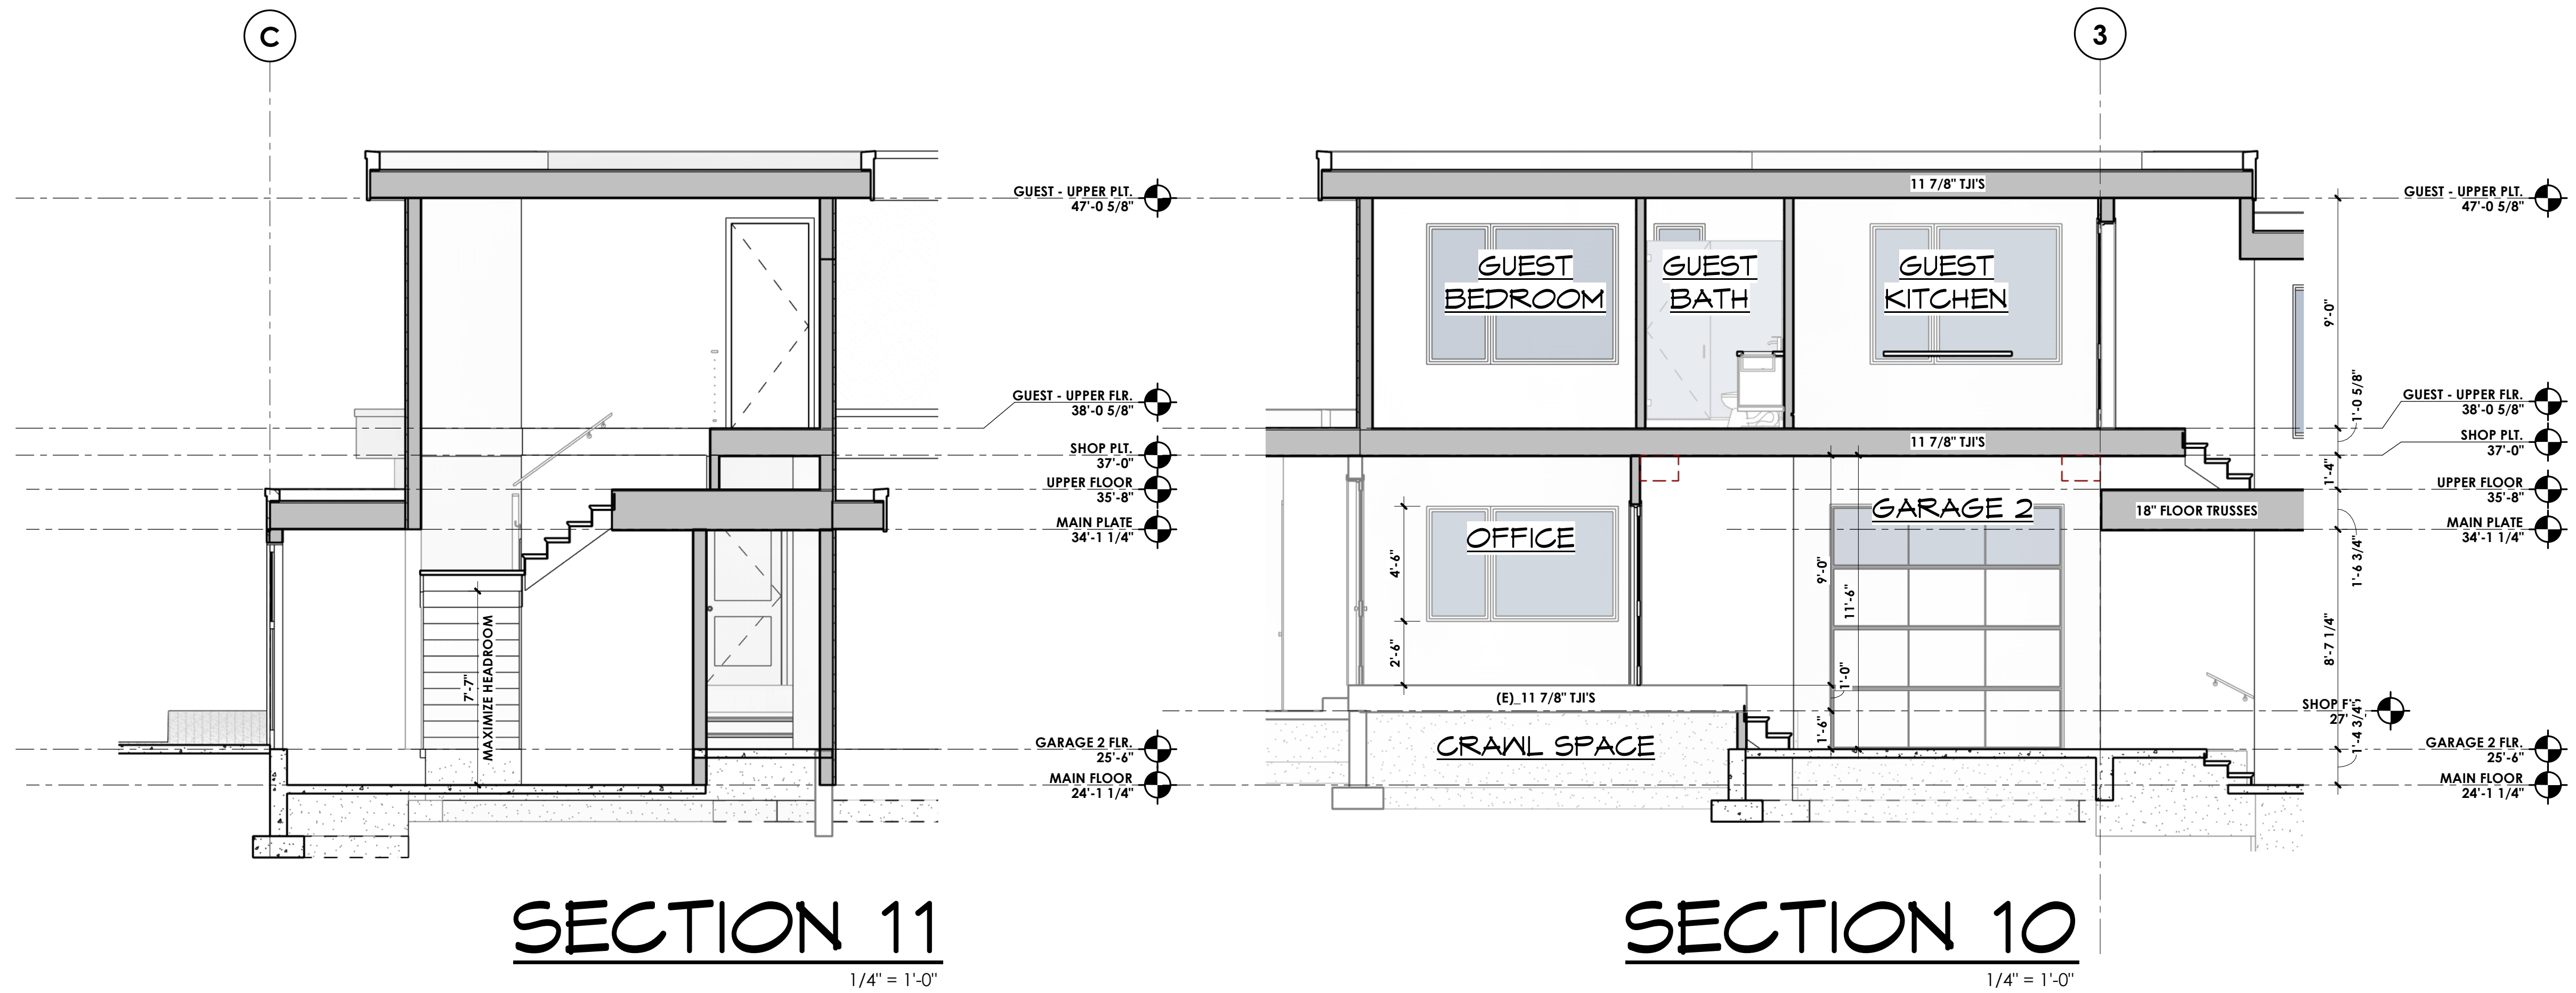 C
GUEST - UPPER PLT.
47'-0 5/8"
GUEST - UPPER FLR.
38'-0 5/8"
SHOP PLT.
37'-0"
UPPER FLOOR
35'-8"
MAIN PLATE
34'-1 1/4"
7'-7"
MAXIMIZE HEADROOM
GARAGE 2 FLR.
25'-6"
MAIN FLOOR
24'-1 1/4"
SECTION 11
1/4" = 1'-0"
3
11 7/8" TJI'S
GUEST
BEDROOM
GUEST
BATH
GUEST
KITCHEN
11 7/8" TJI'S
OFFICE
GARAGE 2
18" FLOOR TRUSSES
4'-6"
2'-6"
9'-0"
11'-6"
1'-0"
1'-6"
(E)_11 7/8" TJI'S
CRAWL SPACE
9'-0"
1'-0 5/8"
1'-4"
1'-6 3/4"
8'-7 1/4"
1'-4 3/4"
GUEST - UPPER PLT.
47'-0 5/8"
GUEST - UPPER FLR.
38'-0 5/8"
SHOP PLT.
37'-0"
UPPER FLOOR
35'-8"
MAIN PLATE
34'-1 1/4"
SHOP
27'
GARAGE 2 FLR.
25'-6"
MAIN FLOOR
24'-1 1/4"
SECTION 10
1/4" = 1'-0"